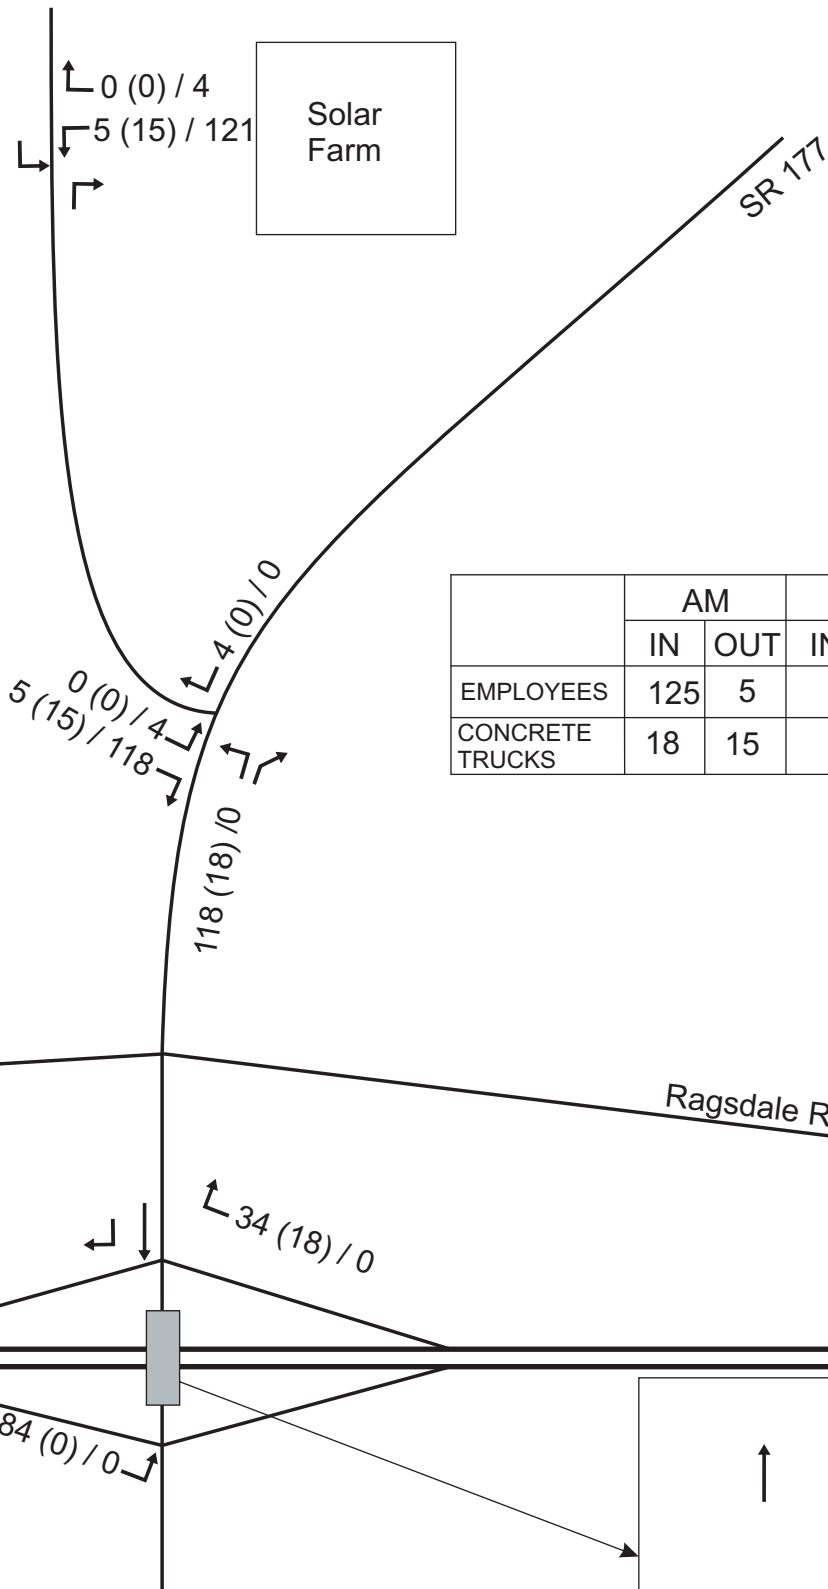 0 (0) / 4
5 (15) / 121
Solar
Farm
SR 177
4 (0) / 0
0 (0) / 4
5 (15) / 118
118 (18) /0
AM
IN OUT
EMPLOYEES 125 5
CONCRETE
TRUCKS 18 15
Ragsdale
34 (18) / 0
84 (0) / 0